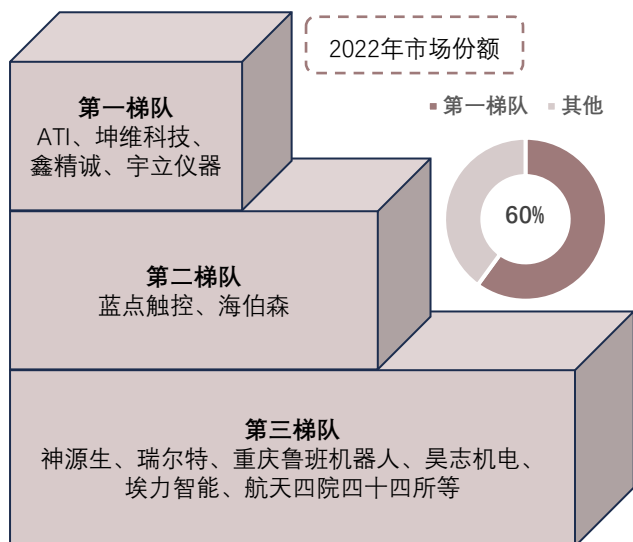 2022年市场份额
第一梯队 其他
60%
第一梯队
ATI、坤维科技、
鑫精诚、宇立仪器
第二梯队
蓝点触控、海伯森
第三梯队
神源生、瑞尔特、重庆鲁班机器人、昊志机电、
埃力智能、航天四院四十四所等